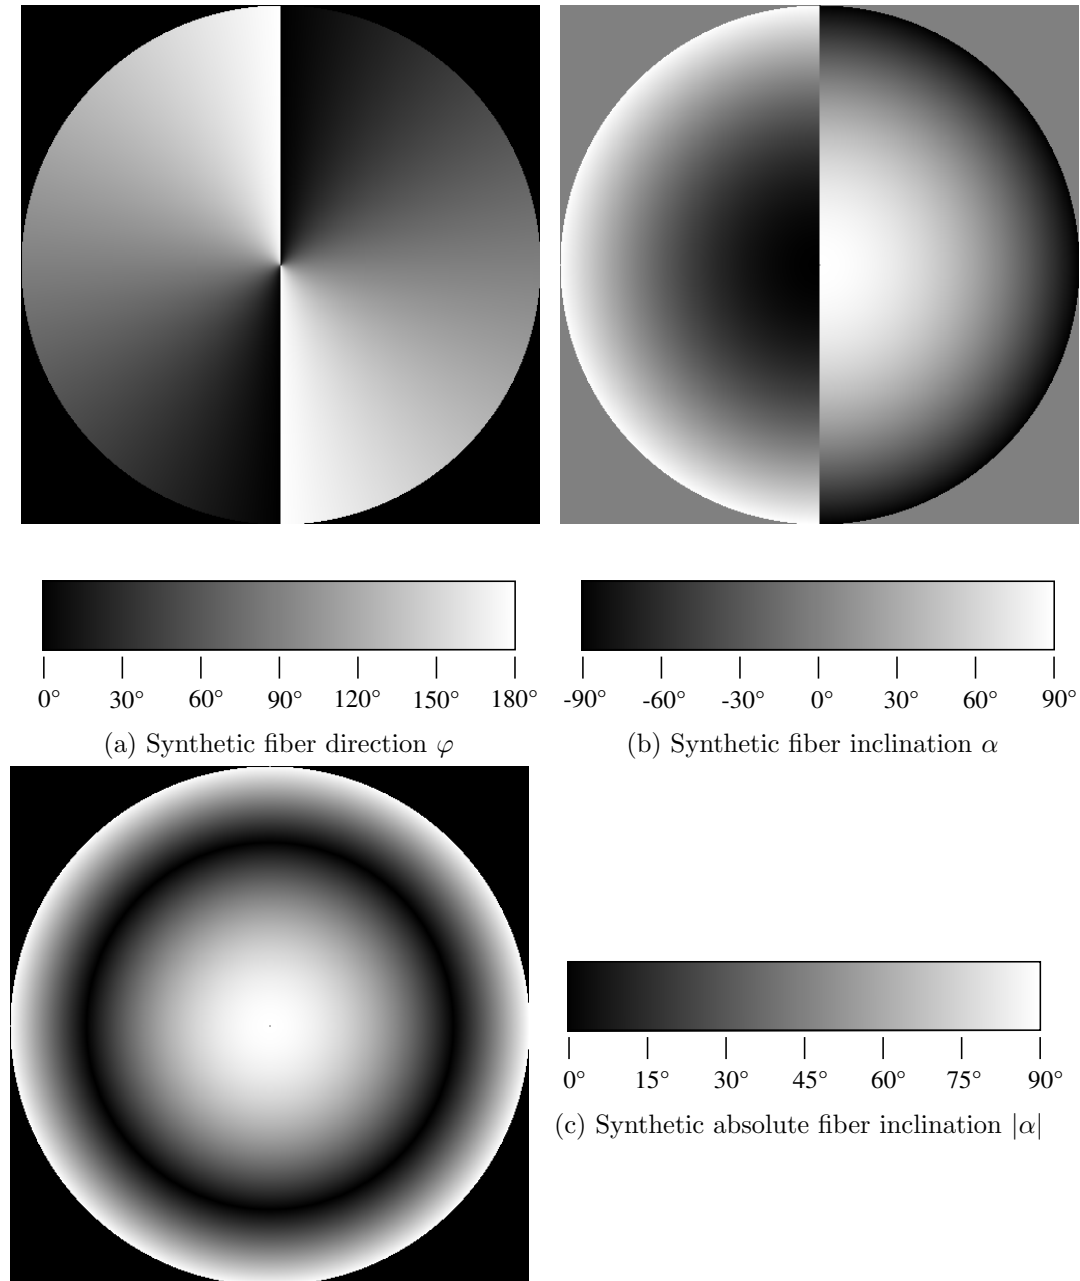 0° 30° 60° 90° 120° 150° 180°
-90° -60° -30° 0° 30° 60° 90°
(a) Synthetic fiber direction φ
(b) Synthetic fiber inclination α
0° 15° 30° 45° 60° 75° 90°
(c) Synthetic absolute fiber inclination |α|